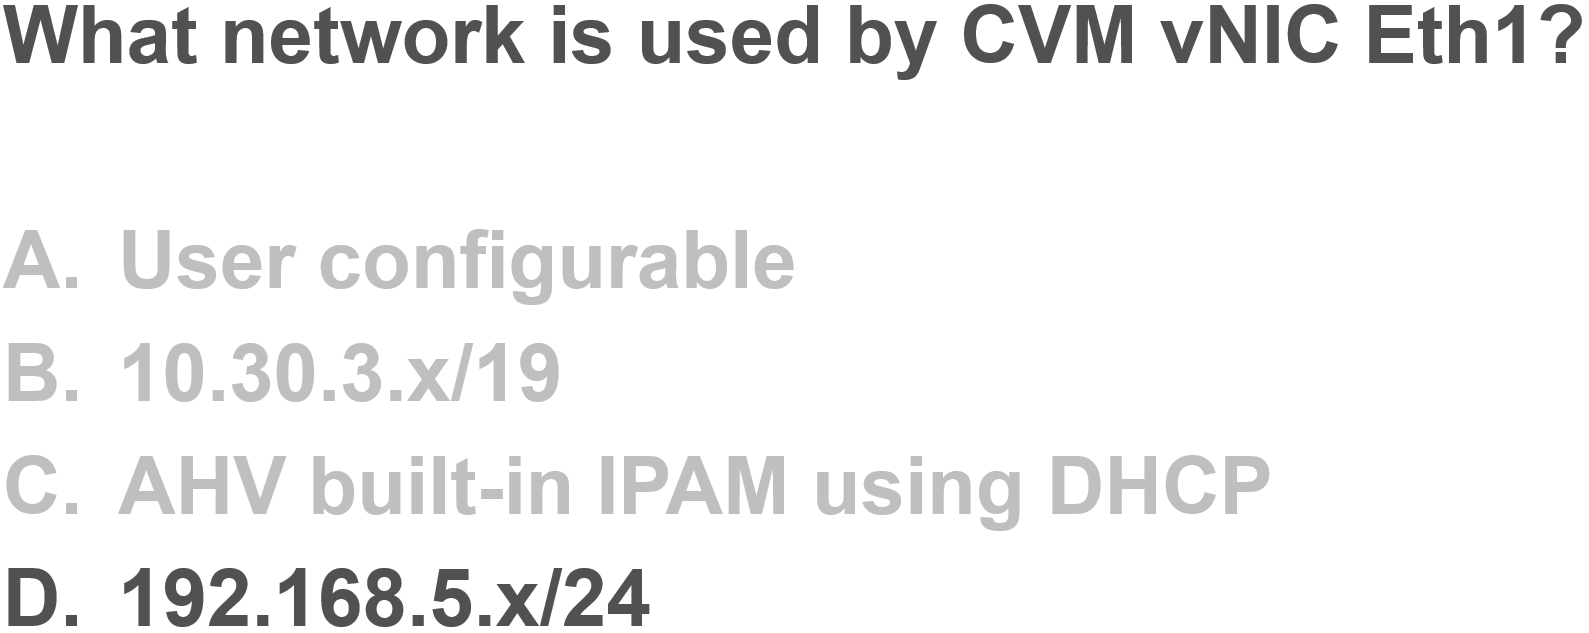 What network is used by CVM vNIC Eth1?
A. User configurable
B. 10.30.3.x/19
C. AHV built-in IPAM using DHCP
D. 192.168.5.x/24